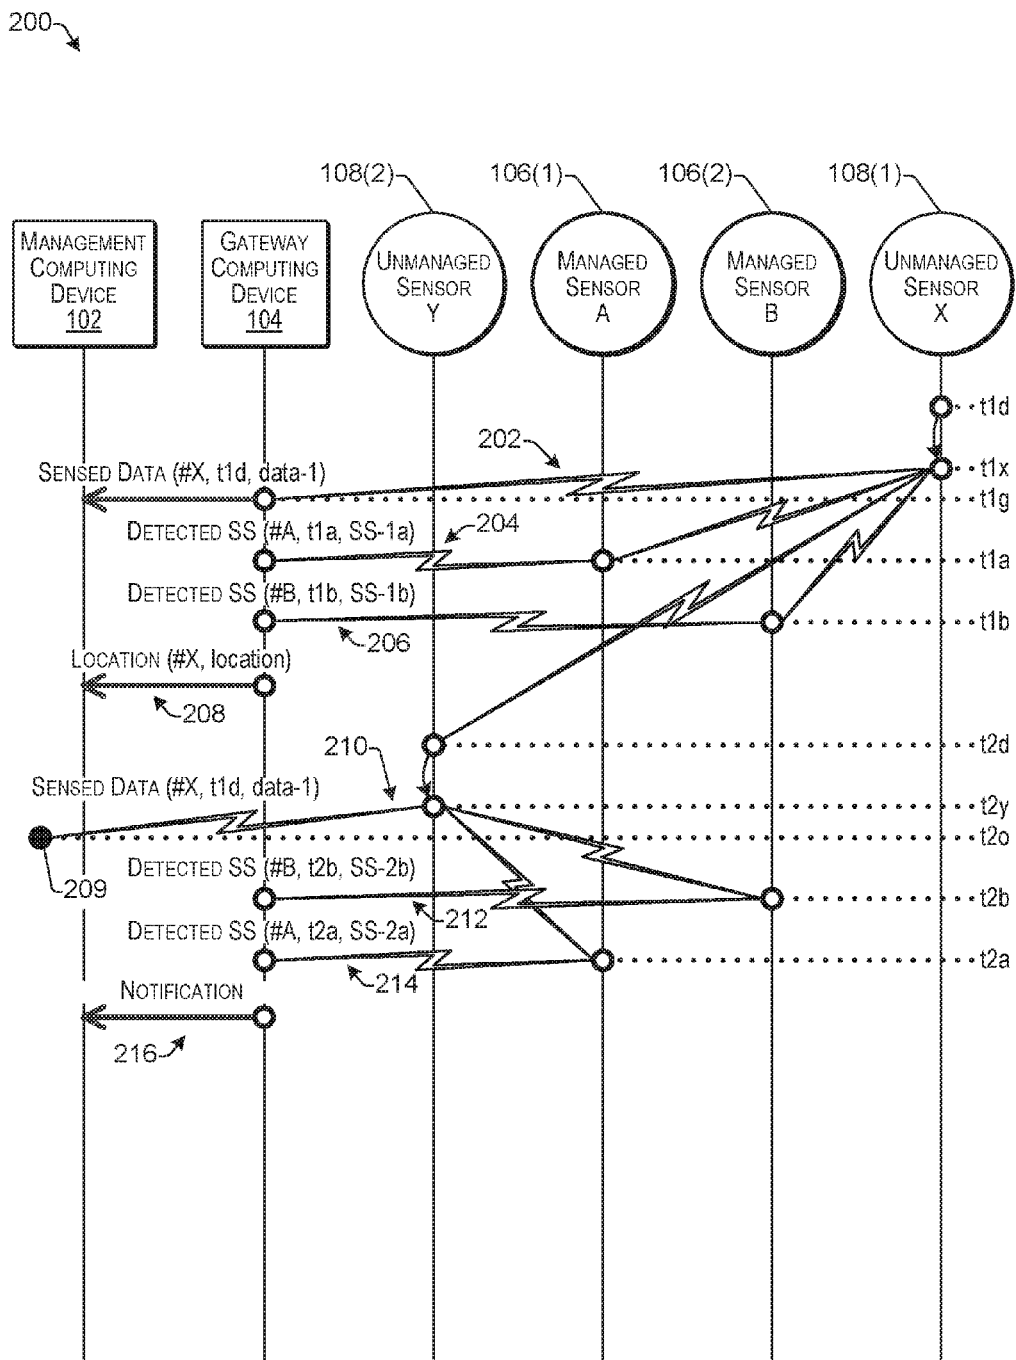 200
108(2)
106(1)
106(2)
108(1)
Management
Computing
Device
102
Gateway
Computing
Device
104
Unmanaged
Sensor
Y
Managed
Sensor
A
Managed
Sensor
B
Unmanaged
Sensor
X
t1d
202
Sensed Data (#X, t1d, data-1)
t1x
t1g
Detected SS (#A, t1a, SS-1a)
204
t1a
Detected SS (#B, t1b, SS-1b)
206
t1b
Location (#X, location)
208
t2d
210
Sensed Data (#X, t1d, data-1)
t2y
t2o
209
Detected SS (#B, t2b, SS-2b)
212
t2b
Detected SS (#A, t2a, SS-2a)
214
t2a
Notification
216